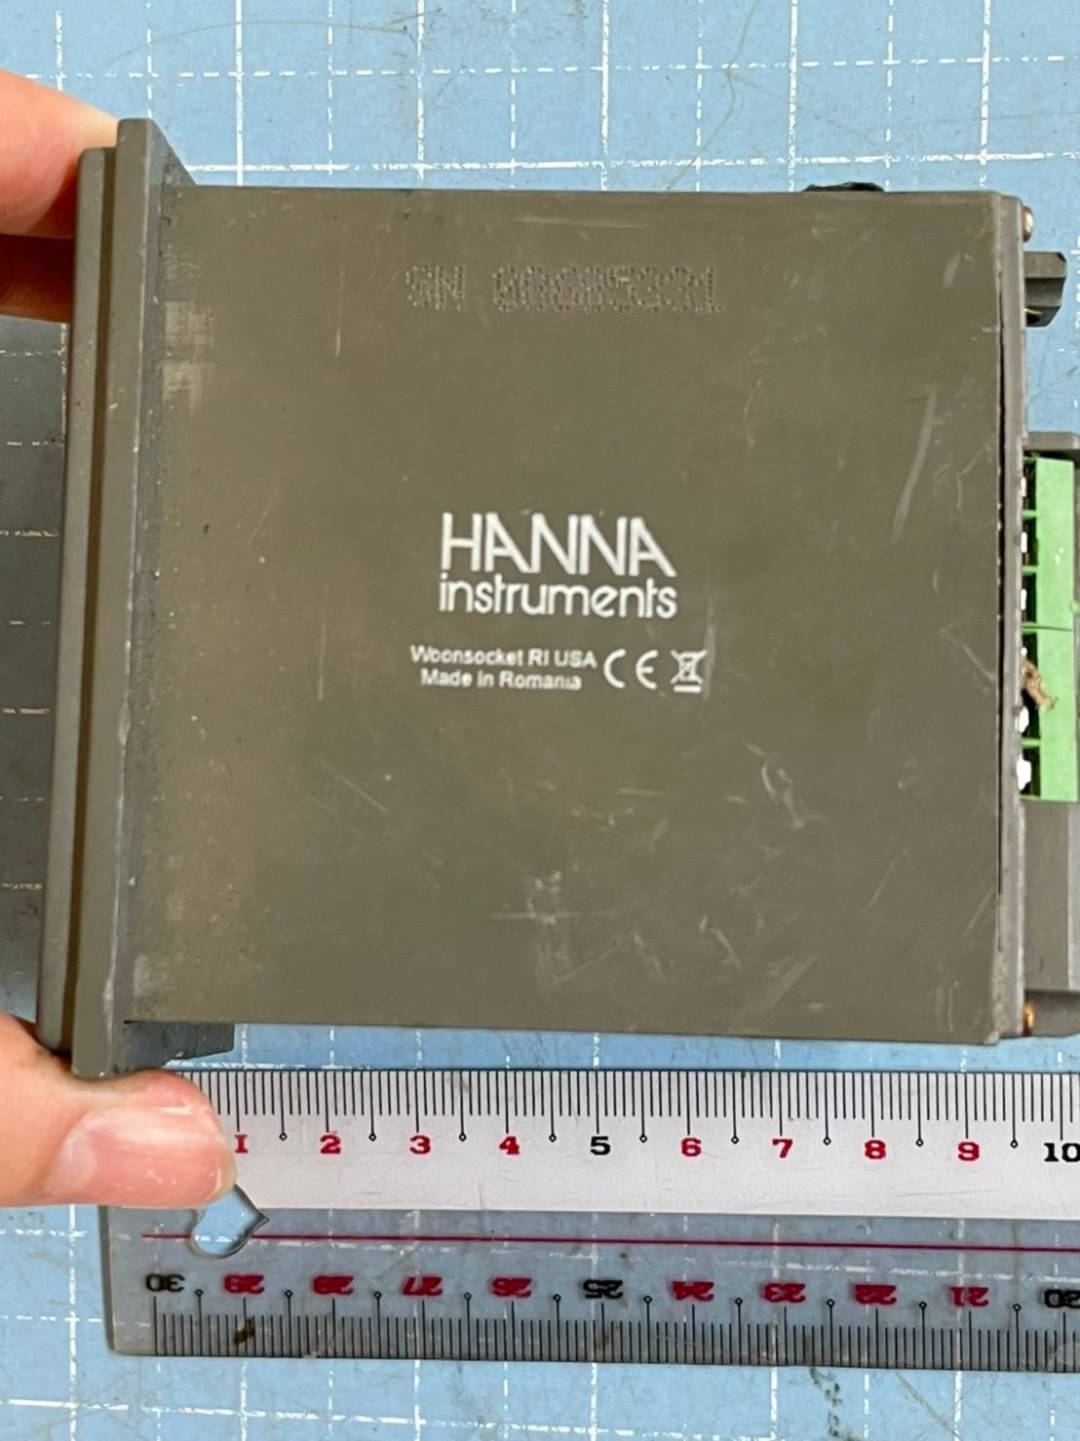 HANNA
instruments
Woonsocket RI USA CE
Made in Romania
1 2 3 4 5 6 7 8 9 10
30 29 28 27 26 25 24 23 22 21 20